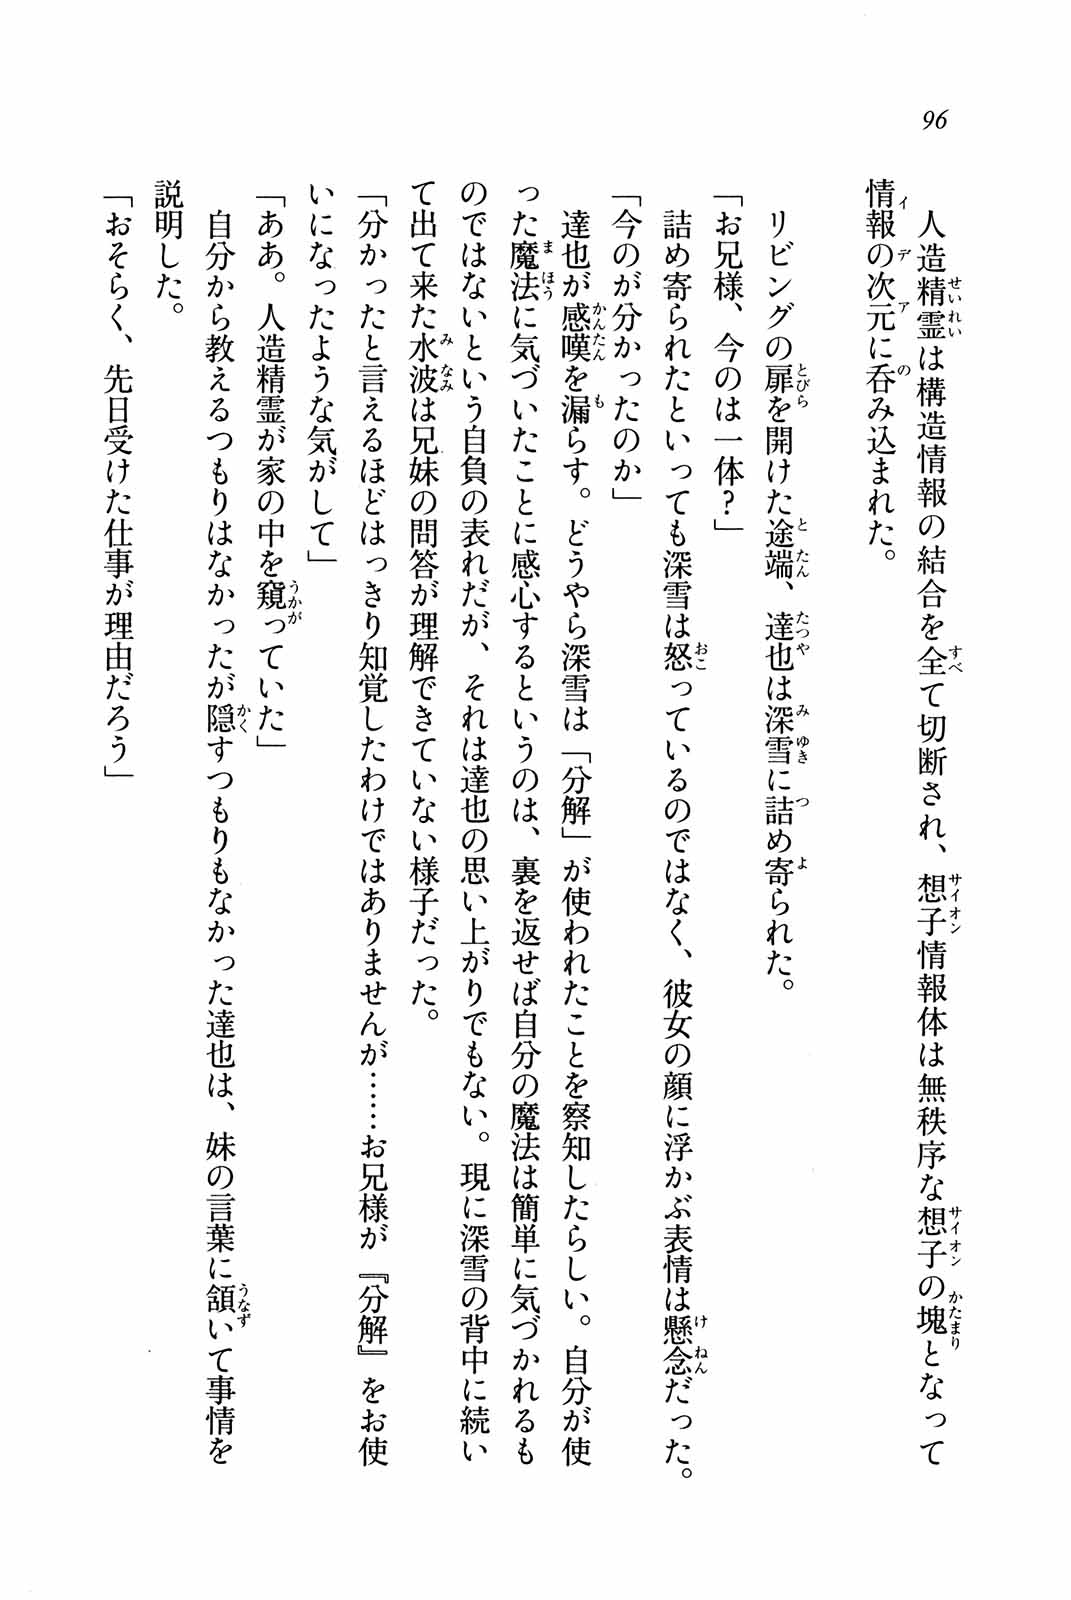 96
人造精霊は構造情報の結合を全て切断され、想子情報体は無秩序な想子の塊となって
情報の次元に呑み込まれた。
リビングの扉を開けた途端、達也は深雪に詰め寄られた。
「お兄様、今のは一体？」
詰め寄られたといっても深雪は怒っているのではなく、彼女の顔に浮かぶ表情は懸念だった。
「今のが分かったのか」
達也が感嘆を漏らす。どうやら深雪は「分解」が使われたことを察知したらしい。自分が使
った魔法に気づいたことに感心するというのは、裏を返せば自分の魔法は簡単に気づかれるも
のではないという自負の表れだが、それは達也の思い上がりでもない。現に深雪の背中に続い
て出て来た水波は兄妹の問答が理解できていない様子だった。
「分かったと言えるほどはっきり知覚したわけではありませんが……お兄様が『分解』をお使
いになったような気がして」
「ああ。人造精霊が家の中を窺っていた」
自分から教えるつもりはなかったが隠すつもりもなかった達也は、妹の言葉に頷いて事情を
説明した。
「おそらく、先日受けた仕事が理由だろう」